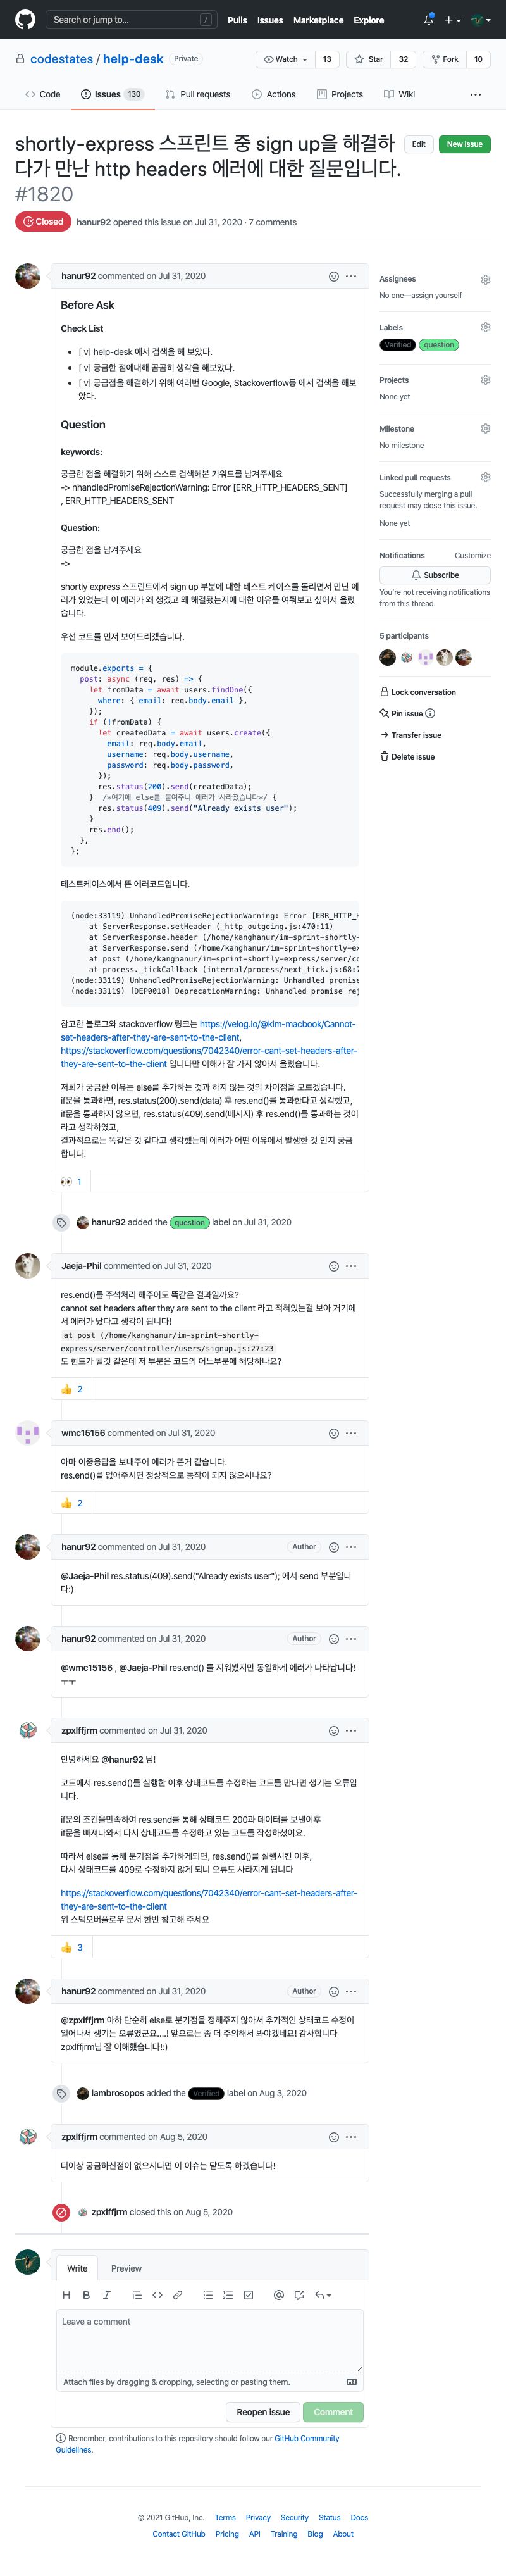 Search or jump to...
/
Pulls Issues Marketplace Explore
codestates / help-desk Private
Watch 13 Star 32 Fork 10
Code Issues 130 Pull requests Actions Projects Wiki
shortly-express 스프린트 중 sign up을 해결하
다가 만난 http headers 에러에 대한 질문입니다.
#1820
Edit New issue
Closed hanur92 opened this issue on Jul 31, 2020 · 7 comments
hanur92 commented on Jul 31, 2020
Before Ask
Check List
[ v] help-desk 에서 검색을 해 보았다.
[ v] 궁금한 점에대해 곰곰히 생각을 해보았다.
[ v] 궁금점을 해결하기 위해 여러번 Google, Stackoverflow등 에서 검색을 해보
았다.
Question
keywords:
궁금한 점을 해결하기 위해 스스로 검색해본 키워드를 남겨주세요
-> nhandledPromiseRejectionWarning: Error [ERR_HTTP_HEADERS_SENT]
, ERR_HTTP_HEADERS_SENT
Question:
궁금한 점을 남겨주세요
->
shortly express 스프린트에서 sign up 부분에 대한 테스트 케이스를 돌리면서 만난 에
러가 있었는데 이 에러가 왜 생겼고 왜 해결됐는지에 대한 이유를 여쭤보고 싶어서 올렸
습니다.
우선 코트를 먼저 보여드리겠습니다.
module.exports = {
post: async (req, res) => {
let fromData = await users.findOne({
where: { email: req.body.email },
});
if (!fromData) {
let createdData = await users.create({
email: req.body.email,
username: req.body.username,
password: req.body.password,
});
res.status(200).send(createdData);
} /*여기에 else를 붙여주니 에러가 사라졌습니다*/ {
res.status(409).send("Already exists user");
}
res.end();
},
};
테스트케이스에서 뜬 에러코드입니다.
(node:33119) UnhandledPromiseRejectionWarning: Error [ERR_HTTP_H
at ServerResponse.setHeader (_http_outgoing.js:470:11)
at ServerResponse.header (/home/kanghanur/im-sprint-shortly-
at ServerResponse.send (/home/kanghanur/im-sprint-shortly-ex
at post (/home/kanghanur/im-sprint-shortly-express/server/co
at process._tickCallback (internal/process/next_tick.js:68:7
(node:33119) UnhandledPromiseRejectionWarning: Unhandled promise
(node:33119) [DEP0018] DeprecationWarning: Unhandled promise rej
참고한 블로그와 stackoverflow 링크는 https://velog.io/@kim-macbook/Cannot-
set-headers-after-they-are-sent-to-the-client,
https://stackoverflow.com/questions/7042340/error-cant-set-headers-after-
they-are-sent-to-the-client 입니다만 이해가 잘 가지 않아서 올렸습니다.
저희가 궁금한 이유는 else를 추가하는 것과 하지 않는 것의 차이점을 모르겠습니다.
if문을 통과하면, res.status(200).send(data) 후 res.end()를 통과한다고 생각했고,
if문을 통과하지 않으면, res.status(409).send(메시지) 후 res.end()를 통과하는 것이
라고 생각하였고,
결과적으로는 똑같은 것 같다고 생각했는데 에러가 어떤 이유에서 발생한 것 인지 궁금
합니다.
1
hanur92 added the question label on Jul 31, 2020
Jaeja-Phil commented on Jul 31, 2020
res.end()를 주석처리 해주어도 똑같은 결과일까요?
cannot set headers after they are sent to the client 라고 적혀있는걸 보아 거기에
서 에러가 났다고 생각이 됩니다!
at post (/home/kanghanur/im-sprint-shortly-
express/server/controller/users/signup.js:27:23
도 힌트가 될것 같은데 저 부분은 코드의 어느부분에 해당하나요?
2
wmc15156 commented on Jul 31, 2020
아마 이중응답을 보내주어 에러가 뜬거 같습니다.
res.end()를 없애주시면 정상적으로 동작이 되지 않으시나요?
2
hanur92 commented on Jul 31, 2020 Author
@Jaeja-Phil res.status(409).send("Already exists user"); 에서 send 부분입니
다:)
hanur92 commented on Jul 31, 2020 Author
@wmc15156 , @Jaeja-Phil res.end() 를 지워봤지만 동일하게 에러가 나타납니다!
ㅜㅜ
zpxlffjrm commented on Jul 31, 2020
안녕하세요 @hanur92 님!
코드에서 res.send()를 실행한 이후 상태코드를 수정하는 코드를 만나면 생기는 오류입
니다.
if문의 조건을만족하여 res.send를 통해 상태코드 200과 데이터를 보낸이후
if문을 빠져나와서 다시 상태코드를 수정하고 있는 코드를 작성하셨어요.
따라서 else를 통해 분기점을 추가하게되면, res.send()를 실행시킨 이후,
다시 상태코드를 409로 수정하지 않게 되니 오류도 사라지게 됩니다
https://stackoverflow.com/questions/7042340/error-cant-set-headers-after-
they-are-sent-to-the-client
위 스택오버플로우 문서 한번 참고해 주세요
3
hanur92 commented on Jul 31, 2020 Author
@zpxlffjrm 아하 단순히 else로 분기점을 정해주지 않아서 추가적인 상태코드 수정이
일어나서 생기는 오류였군요....! 앞으로는 좀 더 주의해서 봐야겠네요! 감사합니다
zpxlffjrm님 잘 이해했습니다!:)
lambrosopos added the Verified label on Aug 3, 2020
zpxlffjrm commented on Aug 5, 2020
더이상 궁금하신점이 없으시다면 이 이슈는 닫도록 하겠습니다!
zpxlffjrm closed this on Aug 5, 2020
Write Preview
Leave a comment
Attach files by dragging & dropping, selecting or pasting them.
Reopen issue Comment
Remember, contributions to this repository should follow our GitHub Community
Guidelines.
Assignees
No one—assign yourself
Labels
Verified question
Projects
None yet
Milestone
No milestone
Linked pull requests
Successfully merging a pull
request may close this issue.
None yet
Notifications Customize
Subscribe
You're not receiving notifications
from this thread.
5 participants
Lock conversation
Pin issue
Transfer issue
Delete issue
© 2021 GitHub, Inc. Terms Privacy Security Status Docs
Contact GitHub Pricing API Training Blog About